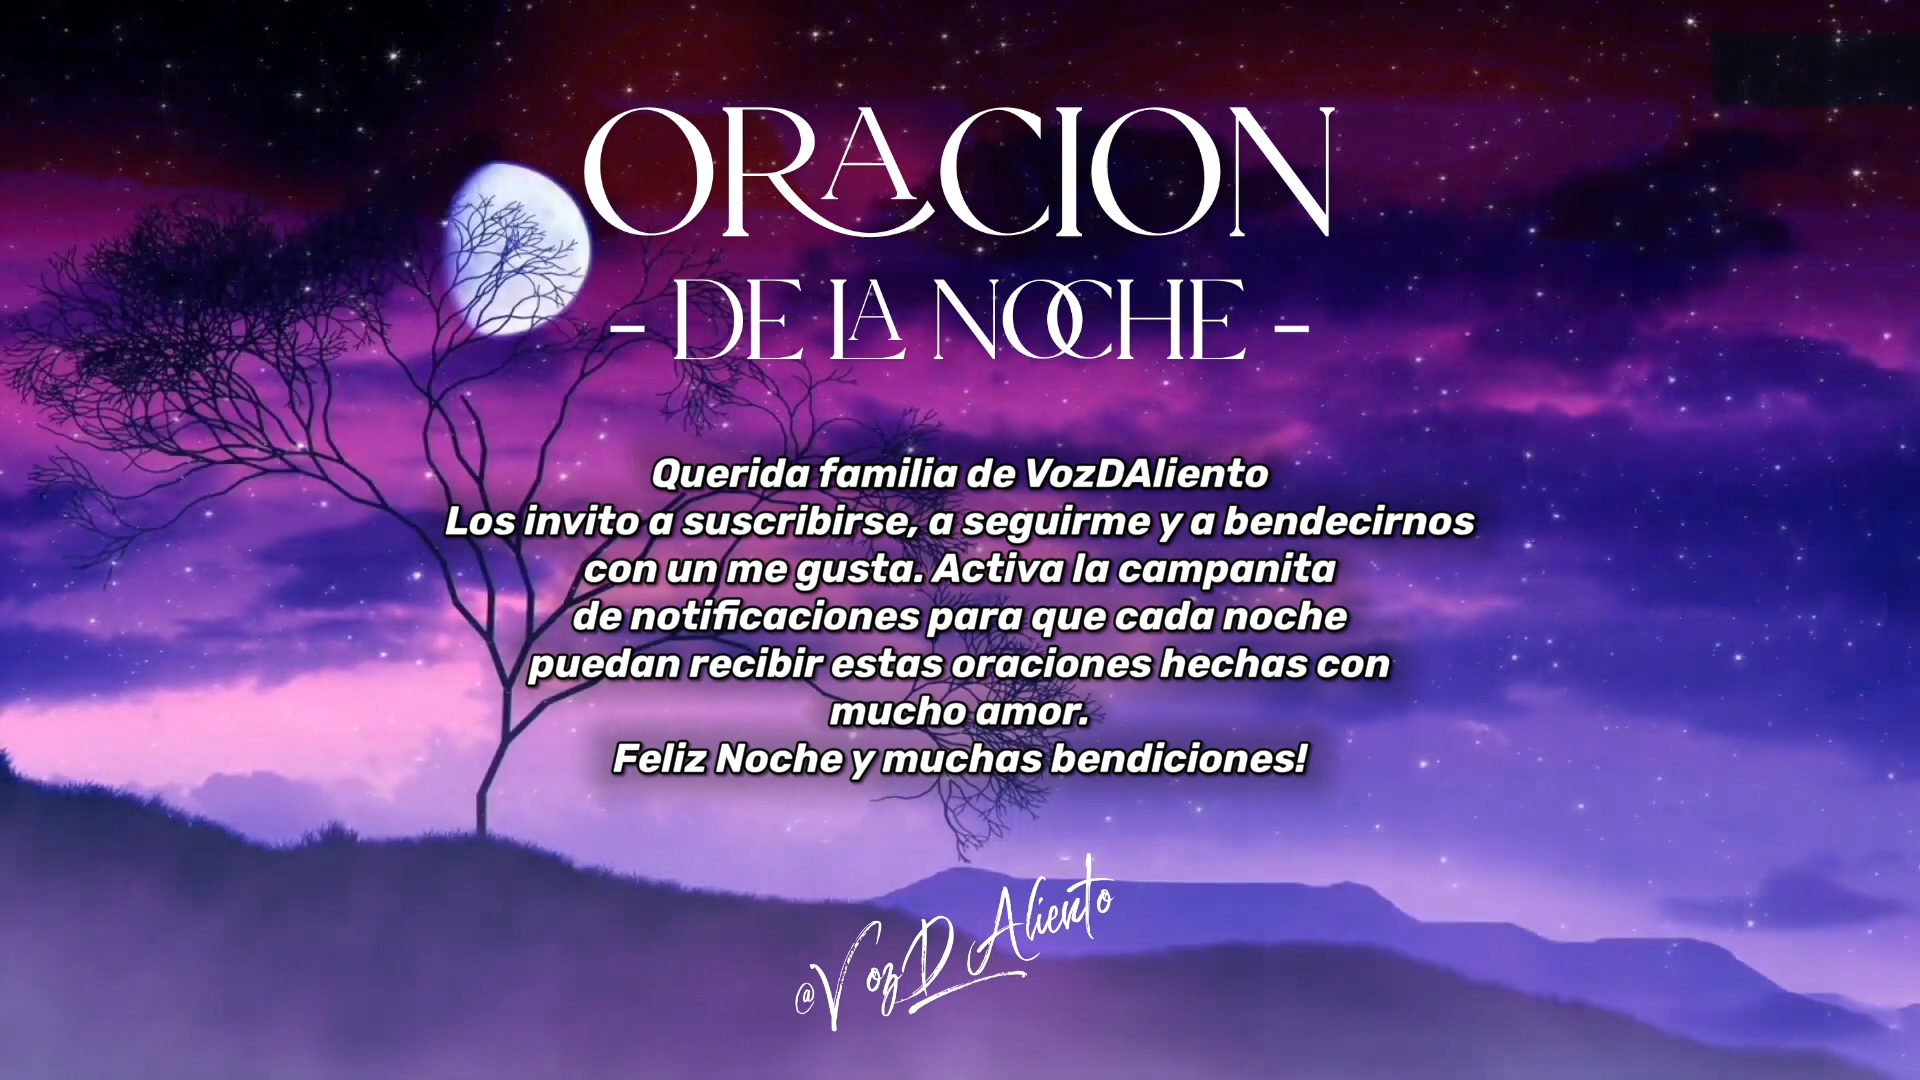 ORACION
- DE LA NOCHE -
Querida familia de VozDAliento
Los invito a suscribirse, a seguirme y a bendecirnos
con un me gusta. Activa la campanita
de notificaciones para que cada noche
puedan recibir estas oraciones hechas con
mucho amor.
Feliz Noche y muchas bendiciones!
@VozDAliento